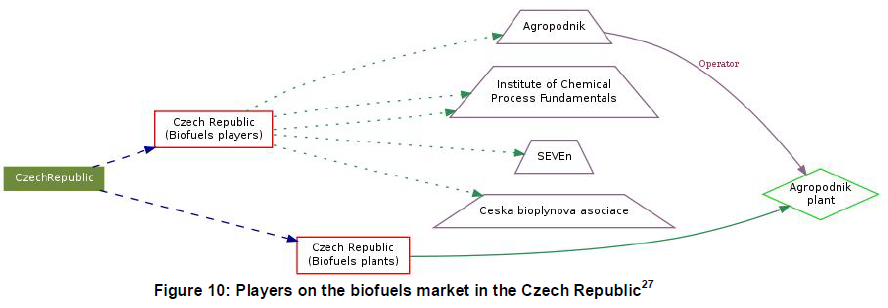 Agropodnik
Operator
Institute of Chemical
Process Fundamentals
Czech Republic
(Biofuels players)
SEVEn
CzechRepublic
Agropodnik
plant
Ceska bioplynova asociace
Czech Republic
(Biofuels plants)
Figure 10: Players on the biofuels market in the Czech Republic27